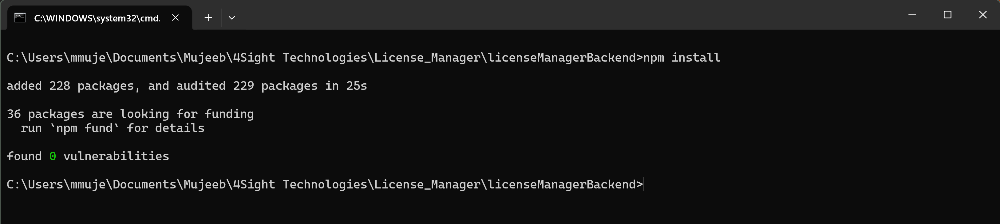 C:\WINDOWS\system32\cmd.
C:\Users\mmuje\Documents\Mujeeb\4Sight Technologies\License_Manager\licenseManagerBackend>npm install
added 228 packages, and audited 229 packages in 25s
36 packages are looking for funding
  run `npm fund` for details
found 0 vulnerabilities
C:\Users\mmuje\Documents\Mujeeb\4Sight Technologies\License_Manager\licenseManagerBackend>